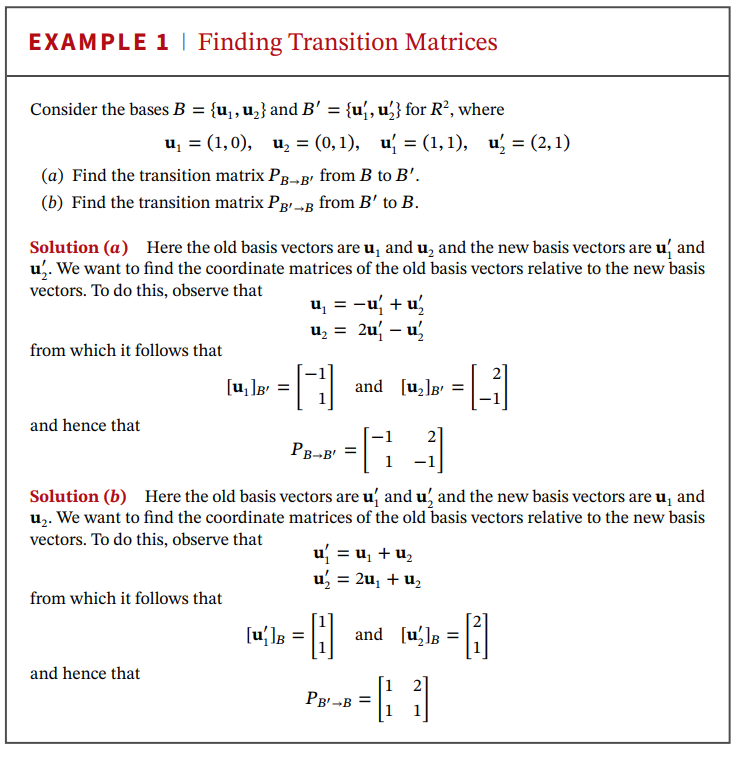 EXAMPLE 1 | Finding Transition Matrices
Consider the bases B = {u₁, u₂} and B′ = {u′₁, u′₂} for R², where
u₁ = (1, 0), u₂ = (0, 1), u′₁ = (1, 1), u′₂ = (2, 1)
(a) Find the transition matrix P_{B→B′} from B to B′.
(b) Find the transition matrix P_{B′→B} from B′ to B.
Solution (a) Here the old basis vectors are u₁ and u₂ and the new basis vectors are u′₁ and
u′₂. We want to find the coordinate matrices of the old basis vectors relative to the new basis
vectors. To do this, observe that
u₁ = −u′₁ + u′₂
u₂ = 2u′₁ − u′₂
from which it follows that
[u₁]_{B′} = [−1; 1] and [u₂]_{B′} = [2; −1]
and hence that
P_{B→B′} = [−1 2; 1 −1]
Solution (b) Here the old basis vectors are u′₁ and u′₂ and the new basis vectors are u₁ and
u₂. We want to find the coordinate matrices of the old basis vectors relative to the new basis
vectors. To do this, observe that
u′₁ = u₁ + u₂
u′₂ = 2u₁ + u₂
from which it follows that
[u′₁]_B = [1; 1] and [u′₂]_B = [2; 1]
and hence that
P_{B′→B} = [1 2; 1 1]